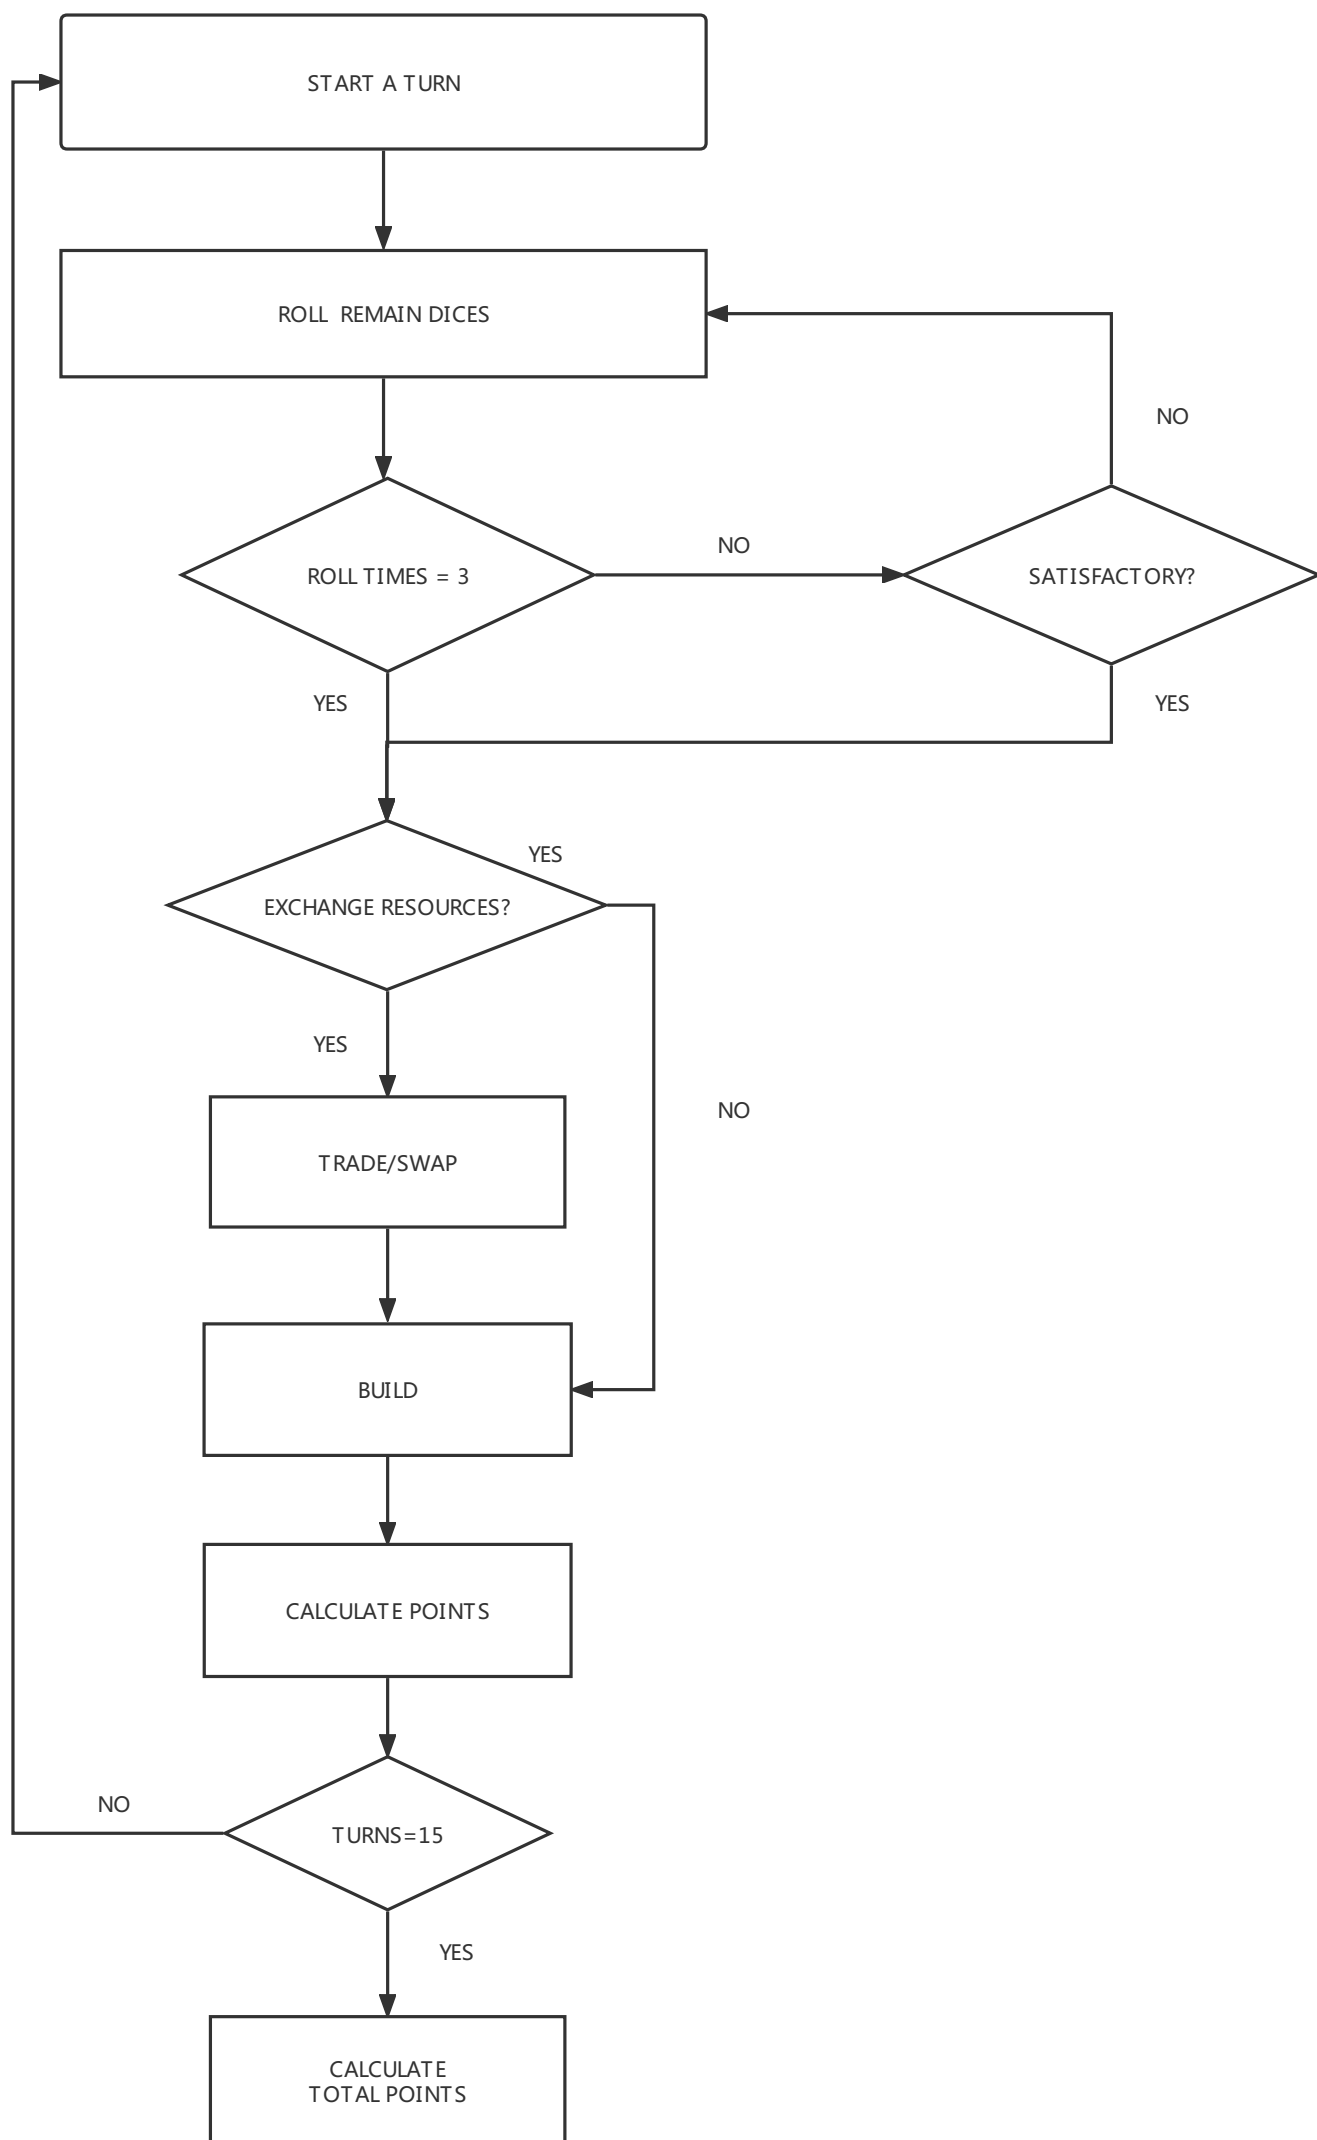 START A TURN
ROLL REMAIN DICES
NO
ROLL TIMES = 3
NO
SATISFACTORY?
YES
YES
YES
EXCHANGE RESOURCES?
YES
NO
TRADE/SWAP
BUILD
CALCULATE POINTS
NO
TURNS=15
YES
CALCULATE
TOTAL POINTS